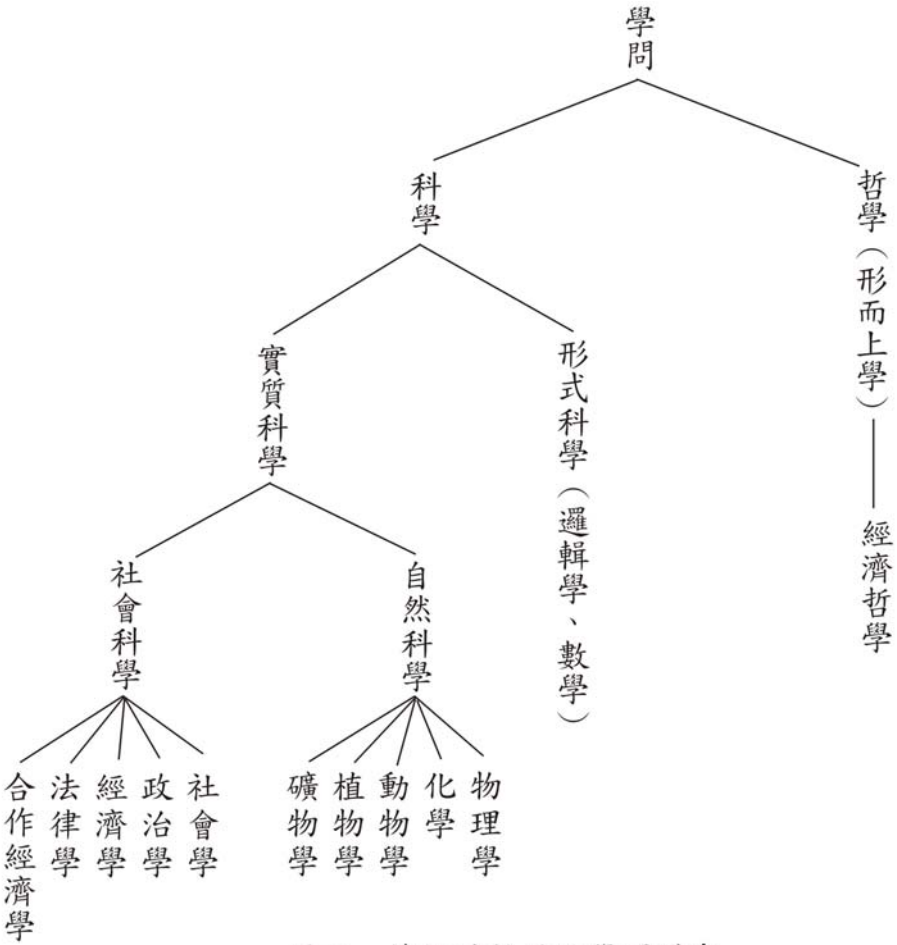 學問
哲學（形而上學）
經濟哲學
科學
形式科學（邏輯學、數學）
實質科學
自然科學
物理學
化學
動物學
植物學
礦物學
社會科學
社會學
政治學
經濟學
法律學
合作經濟學